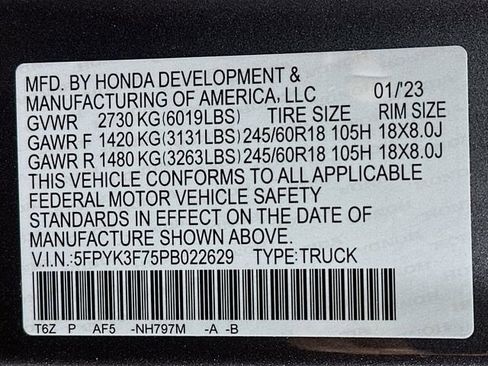 MFD. BY HONDA DEVELOPMENT &
MANUFACTURING OF AMERICA, LLC 01/'23
GVWR 2730 KG(6019LBS) TIRE SIZE RIM SIZE
GAWR F 1420 KG(3131LBS) 245/60R18 105H 18X8.0J
GAWR R 1480 KG(3263LBS) 245/60R18 105H 18X8.0J
THIS VEHICLE CONFORMS TO ALL APPLICABLE
FEDERAL MOTOR VEHICLE SAFETY
STANDARDS IN EFFECT ON THE DATE OF
MANUFACTURE SHOWN ABOVE.
V.I.N.:5FPYK3F75PB022629 TYPE:TRUCK
T6Z P AF5 -NH797M -A -B